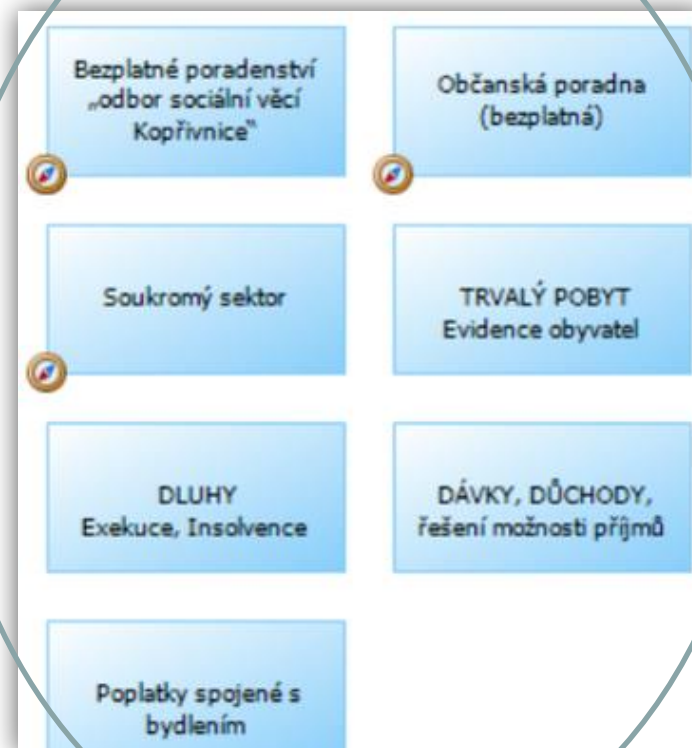 Bezplatné poradenství
„odbor sociální věcí
Kopřivnice“
Občanská poradna
(bezplatná)
Soukromý sektor
TRVALÝ POBYT
Evidence obyvatel
DLUHY
Exekuce, Insolvence
DÁVKY, DŮCHODY,
řešení možnosti příjmů
Poplatky spojené s
bydlením